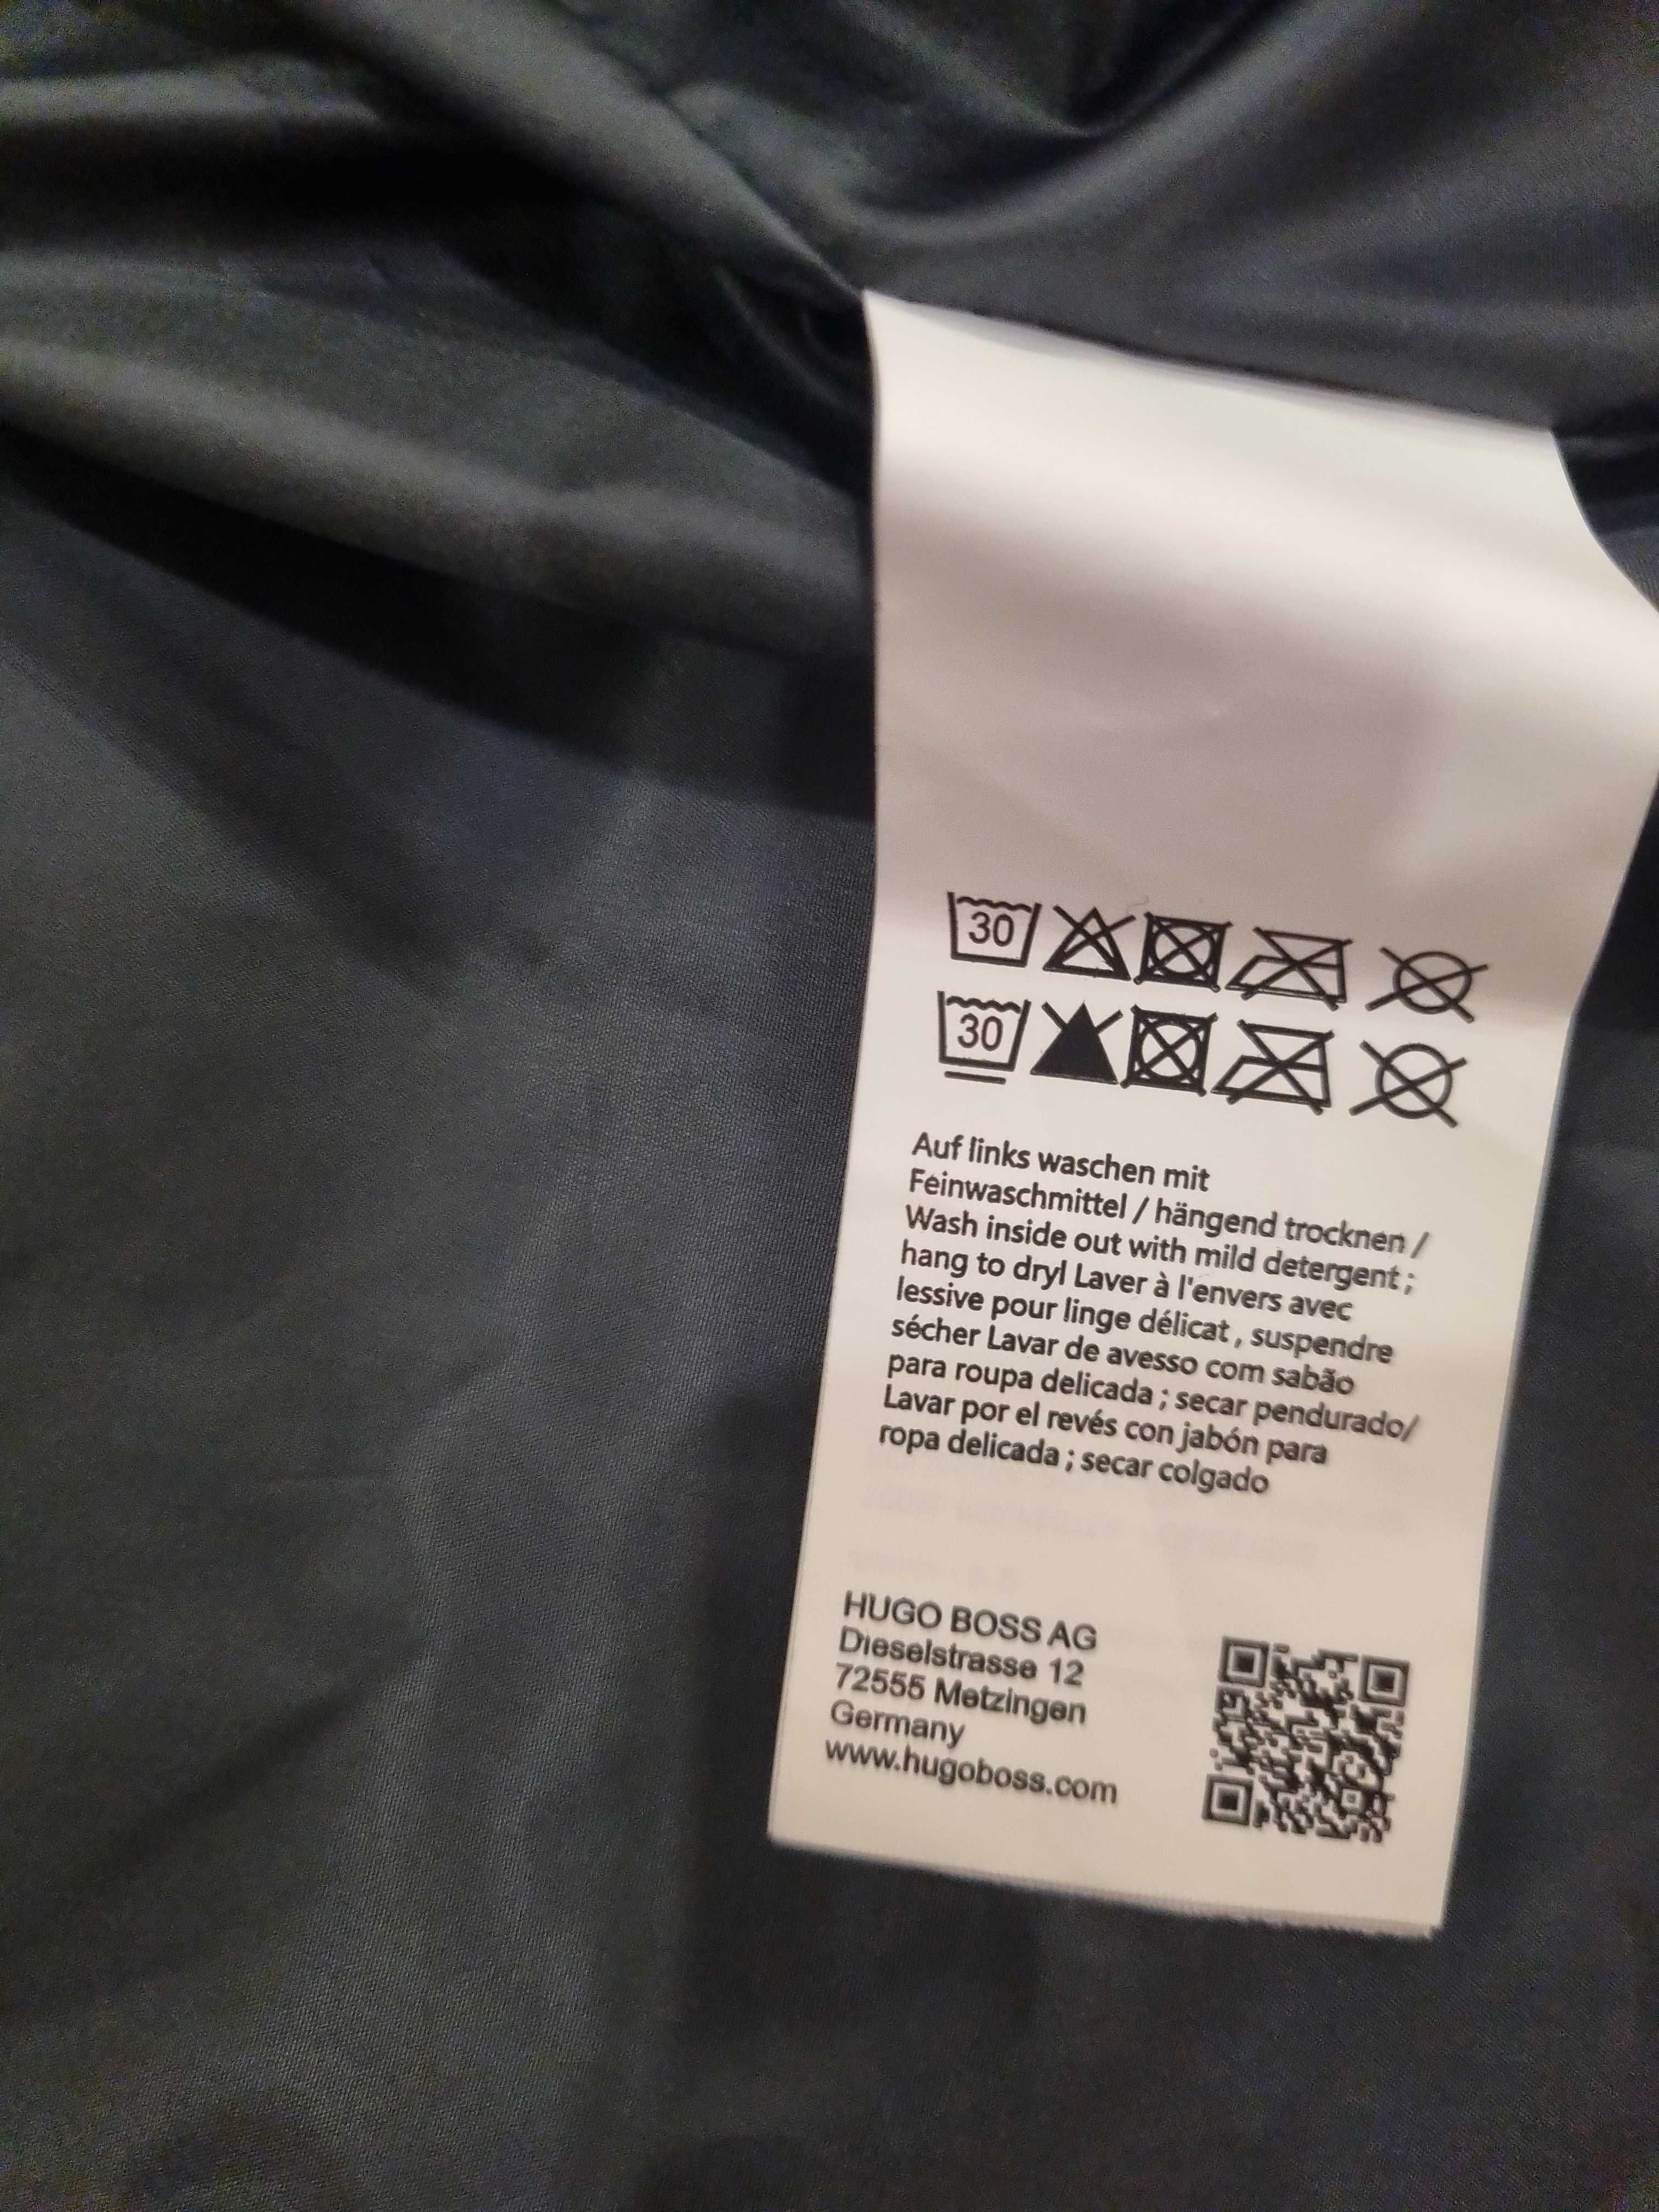 30
30
Auf links waschen mit
Feinwaschmittel / hängend trocknen /
Wash inside out with mild detergent ;
hang to dryl Laver à l'envers avec
lessive pour linge délicat , suspendre
sécher Lavar de avesso com sabão
para roupa delicada ; secar pendurado/
Lavar por el revés con jabón para
ropa delicada ; secar colgado
HUGO BOSS AG
Dieselstrasse 12
72555 Metzingen
Germany
www.hugoboss.com